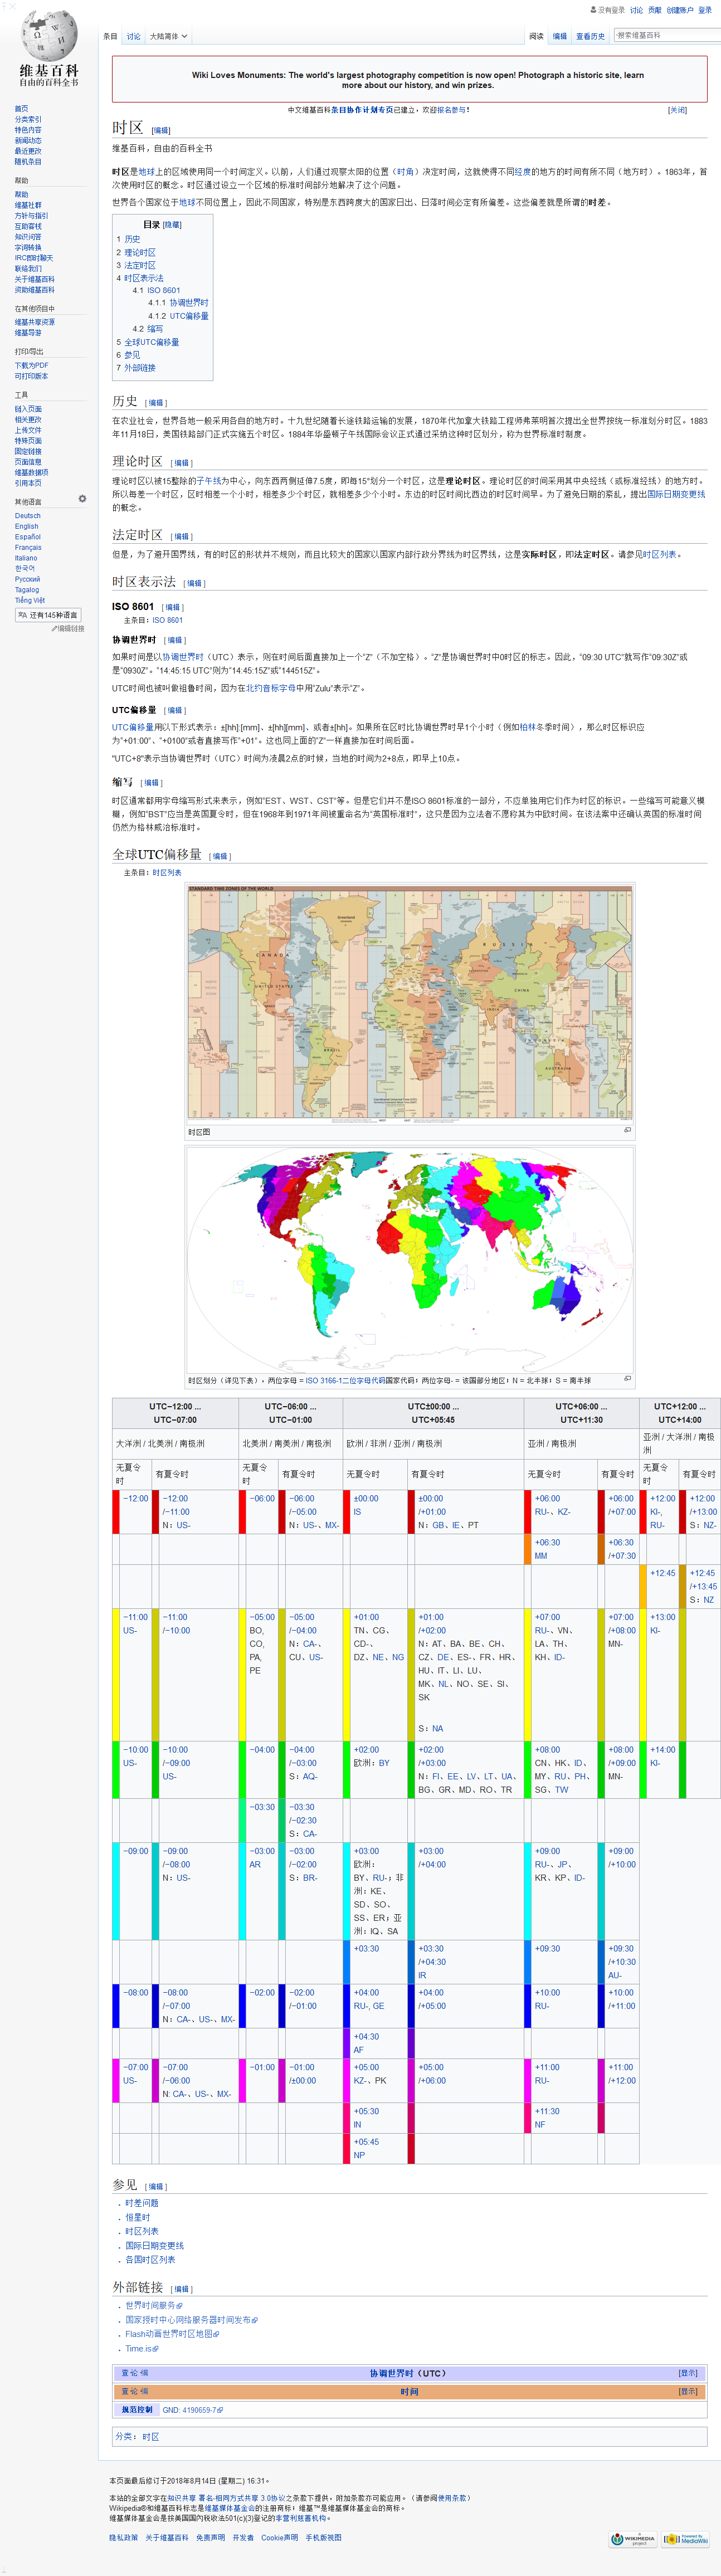 没有登录 讨论 贡献 创建账户 登录
条目 讨论 大陆简体 阅读 编辑 查看历史 搜索维基百科
维基百科
自由的百科全书
首页
分类索引
特色内容
新闻动态
最近更改
随机条目
帮助
帮助
维基社群
方针与指引
互助客栈
知识问答
字词转换
IRC即时聊天
联络我们
关于维基百科
资助维基百科
在其他项目中
维基共享资源
维基导游
打印/导出
下载为PDF
可打印版本
工具
链入页面
相关更改
上传文件
特殊页面
固定链接
页面信息
维基数据项
引用本页
其他语言
Deutsch
English
Español
Français
Italiano
한국어
Русский
Tagalog
Tiếng Việt
还有145种语言
编辑链接
Wiki Loves Monuments: The world's largest photography competition is now open! Photograph a historic site, learn
more about our history, and win prizes.
中文维基百科条目协作计划专页已建立，欢迎报名参与！ [关闭]
时区 [编辑]
维基百科，自由的百科全书
时区是地球上的区域使用同一个时间定义。以前，人们通过观察太阳的位置（时角）决定时间，这就使得不同经度的地方的时间有所不同（地方时）。1863年，首
次使用时区的概念。时区通过设立一个区域的标准时间部分地解决了这个问题。
世界各个国家位于地球不同位置上，因此不同国家，特别是东西跨度大的国家日出、日落时间必定有所偏差。这些偏差就是所谓的时差。
目录 [隐藏]
1 历史
2 理论时区
3 法定时区
4 时区表示法
4.1 ISO 8601
4.1.1 协调世界时
4.1.2 UTC偏移量
4.2 缩写
5 全球UTC偏移量
6 参见
7 外部链接
历史 [编辑]
在农业社会，世界各地一般采用各自的地方时。十九世纪随着长途铁路运输的发展，1870年代加拿大铁路工程师弗莱明首次提出全世界按统一标准划分时区。1883
年11月18日，美国铁路部门正式实施五个时区。1884年华盛顿子午线国际会议正式通过采纳这种时区划分，称为世界标准时制度。
理论时区 [编辑]
理论时区以被15整除的子午线为中心，向东西两侧延伸7.5度，即每15°划分一个时区，这是理论时区。理论时区的时间采用其中央经线（或标准经线）的地方时。
所以每差一个时区，区时相差一个小时，相差多少个时区，就相差多少个小时。东边的时区时间比西边的时区时间早。为了避免日期的紊乱，提出国际日期变更线
的概念。
法定时区 [编辑]
但是，为了避开国界线，有的时区的形状并不规则，而且比较大的国家以国家内部行政分界线为时区界线，这是实际时区，即法定时区。请参见时区列表。
时区表示法 [编辑]
ISO 8601 [编辑]
主条目：ISO 8601
协调世界时 [编辑]
如果时间是以协调世界时（UTC）表示，则在时间后面直接加上一个“Z”（不加空格）。“Z”是协调世界时中0时区的标志。因此，“09:30 UTC”就写作“09:30Z”或
是“0930Z”。“14:45:15 UTC”则为“14:45:15Z”或“144515Z”。
UTC时间也被叫做祖鲁时间，因为在北约音标字母中用“Zulu”表示“Z”。
UTC偏移量 [编辑]
UTC偏移量用以下形式表示：±[hh]:[mm]、±[hh][mm]、或者±[hh]。如果所在区时比协调世界时早1个小时（例如柏林冬季时间），那么时区标识应
为“+01:00”、“+0100”或者直接写作“+01”。这也同上面的“Z”一样直接加在时间后面。
"UTC+8"表示当协调世界时（UTC）时间为凌晨2点的时候，当地的时间为2+8点，即早上10点。
缩写 [编辑]
时区通常都用字母缩写形式来表示，例如“EST、WST、CST”等。但是它们并不是ISO 8601标准的一部分，不应单独用它们作为时区的标识。一些缩写可能意义模
糊，例如“BST”应当是英国夏令时，但在1968年到1971年间被重命名为“英国标准时”，这只是因为立法者不愿称其为中欧时间。在该法案中还确认英国的标准时间
仍然为格林威治标准时。
全球UTC偏移量 [编辑]
主条目：时区列表
STANDARD TIME ZONES OF THE WORLD
时区图
时区划分（详见下表），两位字母 = ISO 3166-1二位字母代码国家代码：两位字母- = 该国部分地区；N = 北半球；S = 南半球
UTC−12:00 ... UTC−07:00 UTC−06:00 ... UTC−01:00 UTC±00:00 ... UTC+05:45 UTC+06:00 ... UTC+11:30 UTC+12:00 ... UTC+14:00
大洋洲 / 北美洲 / 南极洲 北美洲 / 南美洲 / 南极洲 欧洲 / 非洲 / 亚洲 / 南极洲 亚洲 / 南极洲 亚洲 / 大洋洲 / 南极洲
无夏令时 有夏令时 无夏令时 有夏令时 无夏令时 有夏令时 无夏令时 有夏令时 无夏令时 有夏令时
−12:00 −12:00 /−11:00 N：US- −06:00 −06:00 /−05:00 N：US-、MX- ±00:00 IS ±00:00 /+01:00 N：GB、IE、PT +06:00 RU-、KZ- +06:00 /+07:00 +12:00 KI-, RU- +12:00 /+13:00 S：NZ-
+06:30 MM +06:30 /+07:30
+12:45 +12:45 /+13:45 S：NZ
−11:00 US- −11:00 /−10:00 −05:00 BO, CO, PA, PE −05:00 /−04:00 N：CA-、CU、US- +01:00 TN、CG、CD-、DZ、NE、NG +01:00 /+02:00 N：AT、BA、BE、CH、CZ、DE、ES-、FR、HR、HU、IT、LI、LU、MK、NL、NO、SE、SI、SK S：NA +07:00 RU-、VN、LA、TH、KH、ID- +07:00 /+08:00 MN- +13:00 KI-
−10:00 US- −10:00 /−09:00 US- −04:00 −04:00 /−03:00 S：AQ- +02:00 欧洲：BY +02:00 /+03:00 N：FI、EE、LV、LT、UA、BG、GR、MD、RO、TR +08:00 CN、HK、ID、MY、RU、PH、SG、TW +08:00 /+09:00 MN- +14:00 KI-
−03:30 −03:30 /−02:30 S：CA-
−09:00 −09:00 /−08:00 N：US- −03:00 AR −03:00 /−02:00 S：BR- +03:00 欧洲：BY、RU-；非洲：KE、SD、SO、SS、ER；亚洲：IQ、SA +03:00 /+04:00 +09:00 RU-、JP、KR、KP、ID- +09:00 /+10:00
+03:30 +03:30 /+04:30 IR +09:30 +09:30 /+10:30 AU-
−08:00 −08:00 /−07:00 N：CA-、US-、MX- −02:00 −02:00 /−01:00 +04:00 RU-, GE +04:00 /+05:00 +10:00 RU- +10:00 /+11:00
+04:30 AF
−07:00 US- −07:00 /−06:00 N: CA-、US-、MX- −01:00 −01:00 /±00:00 +05:00 KZ-、PK +05:00 /+06:00 +11:00 RU- +11:00 /+12:00
+05:30 IN +11:30 NF
+05:45 NP
参见 [编辑]
时差问题
恒星时
时区列表
国际日期变更线
各国时区列表
外部链接 [编辑]
世界时间服务
国家授时中心网络服务器时间发布
Flash动画世界时区地图
Time.is
查·论·编 协调世界时（UTC） [显示]
查·论·编 时间 [显示]
规范控制 GND: 4190659-7
分类：时区
本页面最后修订于2018年8月14日 (星期二) 16:31。
本站的全部文字在知识共享 署名-相同方式共享 3.0协议之条款下提供，附加条款亦可能应用。（请参阅使用条款）
Wikipedia®和维基百科标志是维基媒体基金会的注册商标；维基™是维基媒体基金会的商标。
维基媒体基金会是按美国国內税收法501(c)(3)登记的非营利慈善机构。
隐私政策 关于维基百科 免责声明 开发者 Cookie声明 手机版视图
WIKIMEDIA project Powered By MediaWiki